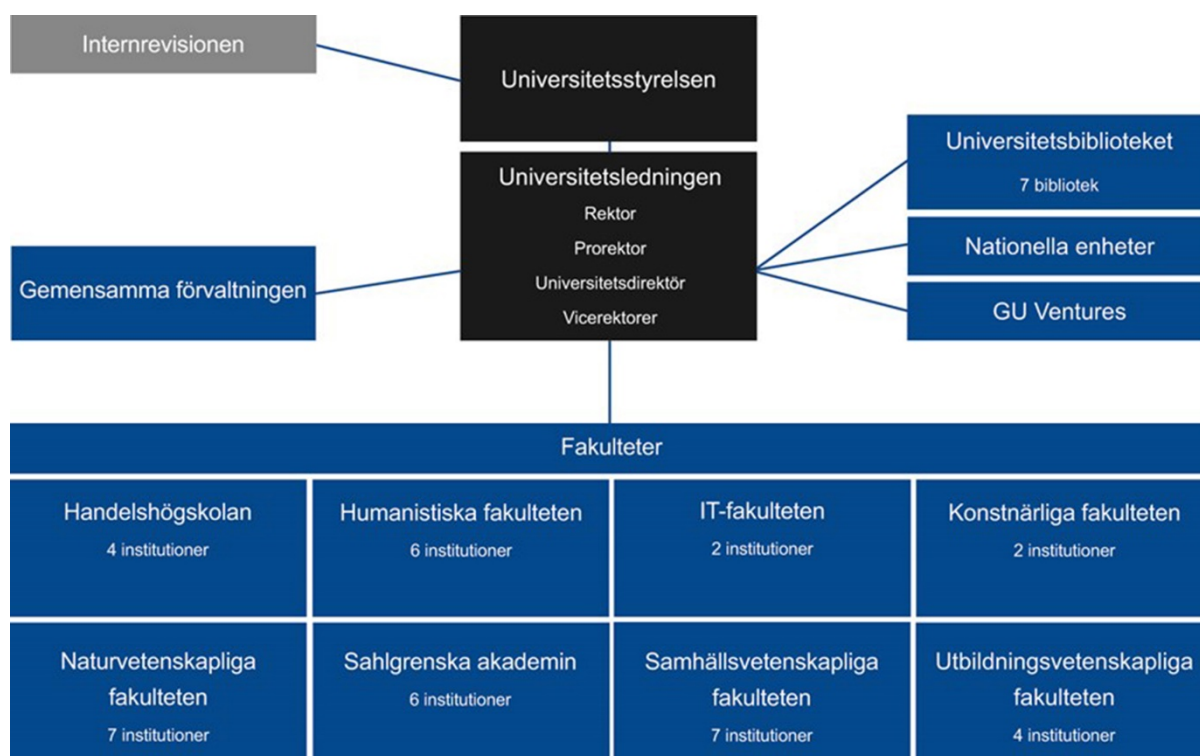 Internrevisionen
Universitetsstyrelsen
Universitetsledningen
Rektor
Prorektor
Universitetsdirektör
Vicerektorer
Gemensamma förvaltningen
Universitetsbiblioteket
7 bibliotek
Nationella enheter
GU Ventures
Fakulteter
Handelshögskolan
4 institutioner
Humanistiska fakulteten
6 institutioner
IT-fakulteten
2 institutioner
Konstnärliga fakulteten
2 institutioner
Naturvetenskapliga
fakulteten
7 institutioner
Sahlgrenska akademin
6 institutioner
Samhällsvetenskapliga
fakulteten
7 institutioner
Utbildningsvetenskapliga
fakulteten
4 institutioner